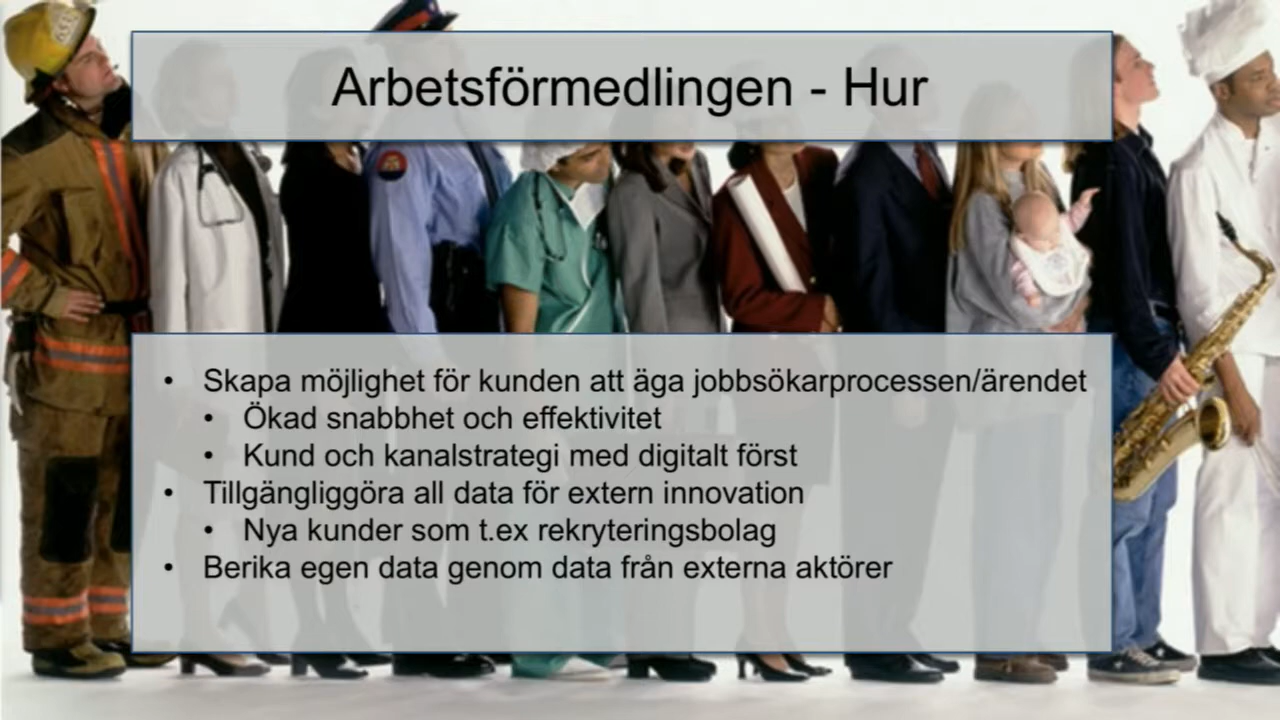 Arbetsförmedlingen - Hur
• Skapa möjlighet för kunden att äga jobbsökarprocessen/ärendet
• Ökad snabbhet och effektivitet
• Kund och kanalstrategi med digitalt först
• Tillgängliggöra all data för extern innovation
• Nya kunder som t.ex rekryteringsbolag
• Berika egen data genom data från externa aktörer